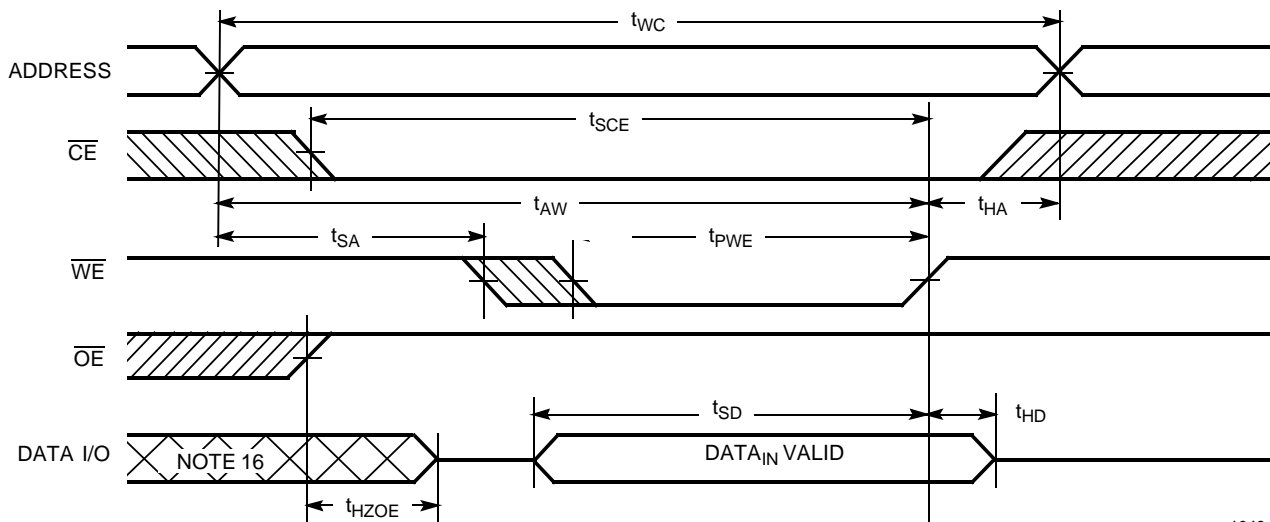 tWC
ADDRESS
tSCE
CE
tAW
tHA
tSA
tPWE
WE
OE
tSD
tHD
DATA I/O
NOTE 16
DATAIN VALID
tHZOE